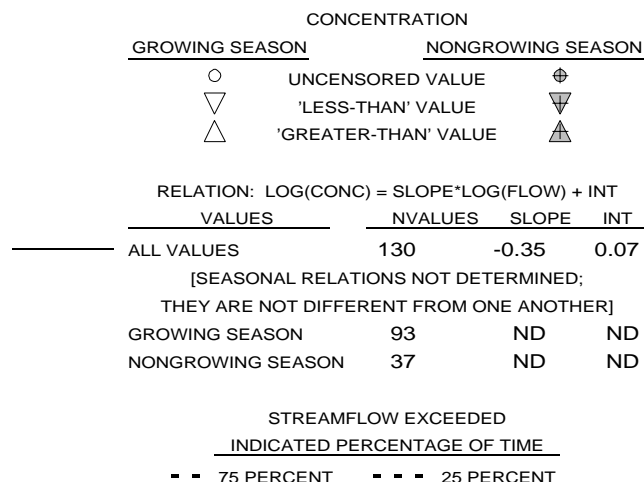 CONCENTRATION
GROWING SEASON NONGROWING SEASON
UNCENSORED VALUE
'LESS-THAN' VALUE
'GREATER-THAN' VALUE
RELATION: LOG(CONC) = SLOPE*LOG(FLOW) + INT
VALUES NVALUES SLOPE INT
ALL VALUES 130 -0.35 0.07
[SEASONAL RELATIONS NOT DETERMINED;
THEY ARE NOT DIFFERENT FROM ONE ANOTHER]
GROWING SEASON 93 ND ND
NONGROWING SEASON 37 ND ND
STREAMFLOW EXCEEDED
INDICATED PERCENTAGE OF TIME
75 PERCENT 25 PERCENT